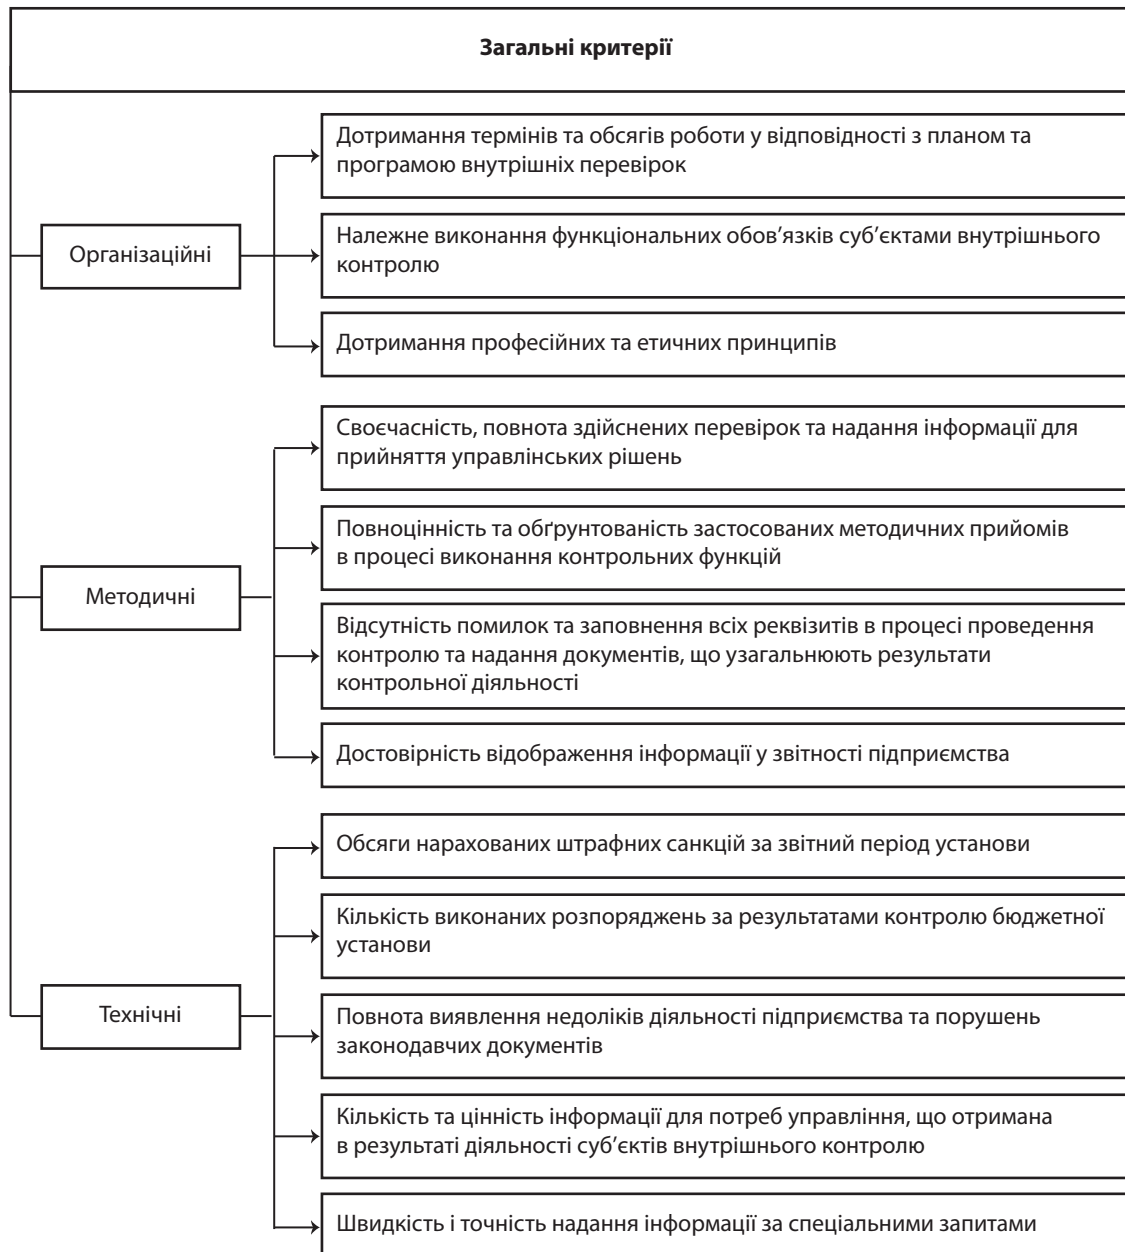 Загальні критерії
Організаційні
Дотримання термінів та обсягів роботи у відповідності з планом та
програмою внутрішніх перевірок
Належне виконання функціональних обов’язків суб’єктами внутрішнього
контролю
Дотримання професійних та етичних принципів
Методичні
Своєчасність, повнота здійснених перевірок та надання інформації для
прийняття управлінських рішень
Повноцінність та обґрунтованість застосованих методичних прийомів
в процесі виконання контрольних функцій
Відсутність помилок та заповнення всіх реквізитів в процесі проведення
контролю та надання документів, що узагальнюють результати
контрольної діяльності
Достовірність відображення інформації у звітності підприємства
Технічні
Обсяги нарахованих штрафних санкцій за звітний період установи
Кількість виконаних розпоряджень за результатами контролю бюджетної
установи
Повнота виявлення недоліків діяльності підприємства та порушень
законодавчих документів
Кількість та цінність інформації для потреб управління, що отримана
в результаті діяльності суб’єктів внутрішнього контролю
Швидкість і точність надання інформації за спеціальними запитами